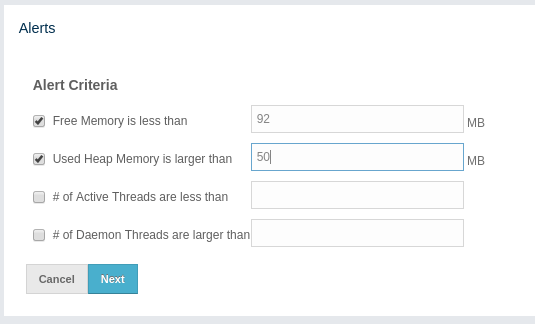 Alerts
Alert Criteria
Free Memory is less than 92 MB
Used Heap Memory is larger than 50 MB
# of Active Threads are less than
# of Daemon Threads are larger than
Cancel Next